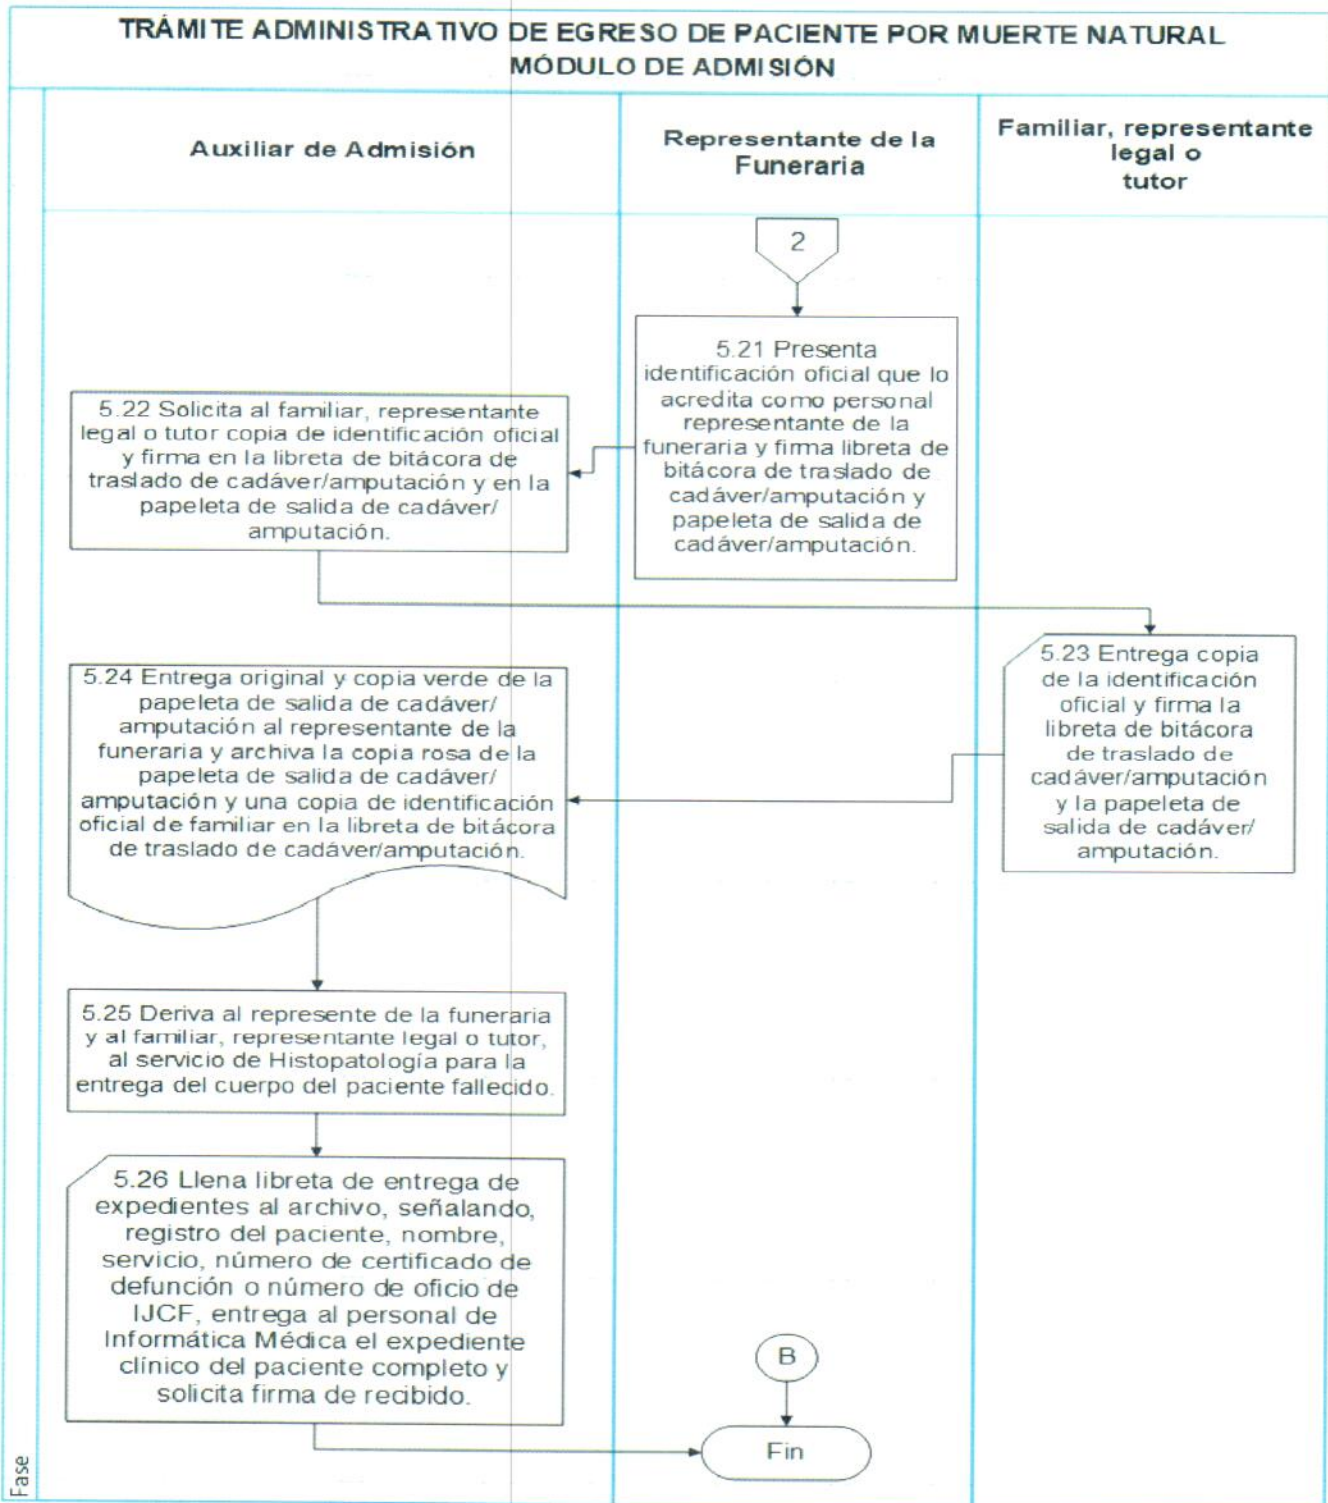 TRÁMITE ADMINISTRATIVO DE EGRESO DE PACIENTE POR MUERTE NATURAL
MÓDULO DE ADMISIÓN
Auxiliar de Admisión
Representante de la
Funeraria
Familiar, representante
legal o
tutor
2
5.21 Presenta
identificación oficial que lo
acredita como personal
representante de la
funeraria y firma libreta de
bitácora de traslado de
cadáver/amputación y
papeleta de salida de
cadáver/amputación.
5.22 Solicita al familiar, representante
legal o tutor copia de identificación oficial
y firma en la libreta de bitácora de
traslado de cadáver/amputación y en la
papeleta de salida de cadáver/
amputación.
5.23 Entrega copia
de la identificación
oficial y firma la
libreta de bitácora
de traslado de
cadáver/amputación
y la papeleta de
salida de cadáver/
amputación.
5.24 Entrega original y copia verde de la
papeleta de salida de cadáver/
amputación al representante de la
funeraria y archiva la copia rosa de la
papeleta de salida de cadáver/
amputación y una copia de identificación
oficial de familiar en la libreta de bitácora
de traslado de cadáver/amputación.
5.25 Deriva al represente de la funeraria
y al familiar, representante legal o tutor,
al servicio de Histopatología para la
entrega del cuerpo del paciente fallecido.
5.26 Llena libreta de entrega de
expedientes al archivo, señalando,
registro del paciente, nombre,
servicio, número de certificado de
defunción o número de oficio de
IJCF, entrega al personal de
Informática Médica el expediente
clínico del paciente completo y
solicita firma de recibido.
B
Fin
Fase